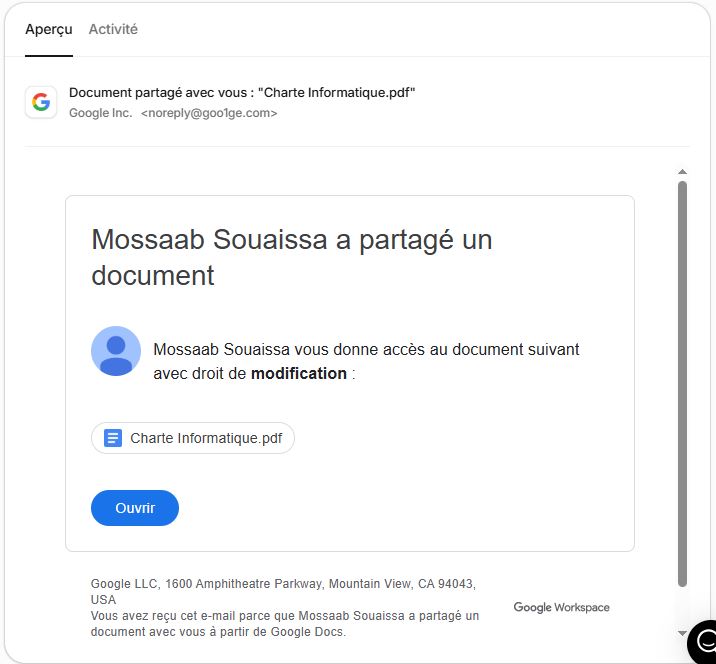 Aperçu Activité
Document partagé avec vous : "Charte Informatique.pdf"
Google Inc. <noreply@goo1ge.com>
Mossaab Souaissa a partagé un
document
Mossaab Souaissa vous donne accès au document suivant
avec droit de modification :
Charte Informatique.pdf
Ouvrir
Google LLC, 1600 Amphitheatre Parkway, Mountain View, CA 94043,
USA
Vous avez reçu cet e-mail parce que Mossaab Souaissa a partagé un
document avec vous à partir de Google Docs.
Google Workspace